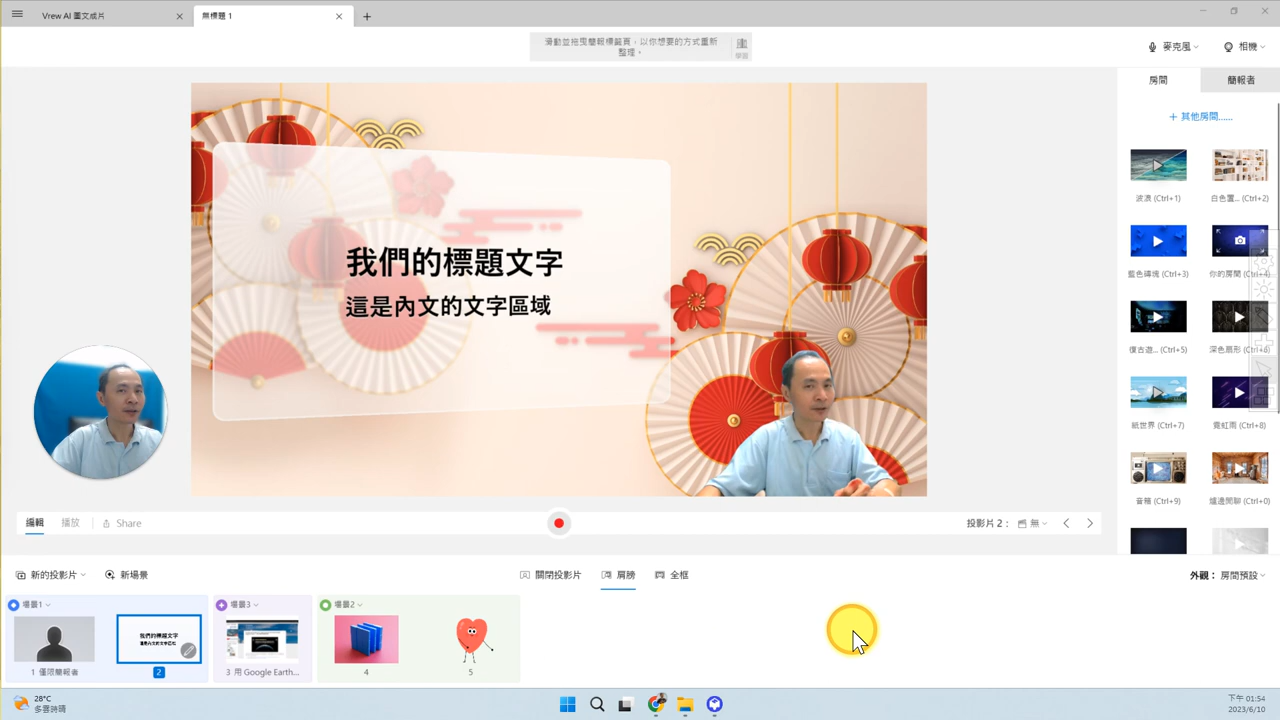 Vrew AI 圖文成片
無標題 1
滑動並拖曳簡報標籤頁,以你想要的方式重新
整理。
麥克風
相機
房間
簡報者
+ 其他房間......
波浪 (Ctrl+1)
白色置... (Ctrl+2)
藍色磚塊 (Ctrl+3)
你的房間 (Ctrl+4)
復古遊... (Ctrl+5)
深色扇形 (Ctrl+6)
紙世界 (Ctrl+7)
霓虹雨 (Ctrl+8)
音箱 (Ctrl+9)
爐邊閒聊 (Ctrl+0)
我們的標題文字
這是內文的文字區域
編輯
播放
Share
投影片 2:
無
新的投影片
新場景
關閉投影片
肩膀
全框
外觀:房間預設
場景1
場景3
場景2
我們的標題文字
這是內文的文字區域
1 僅限簡報者
2
3 用 Google Earth...
4
5
28°C
多雲時晴
下午 01:54
2023/6/10